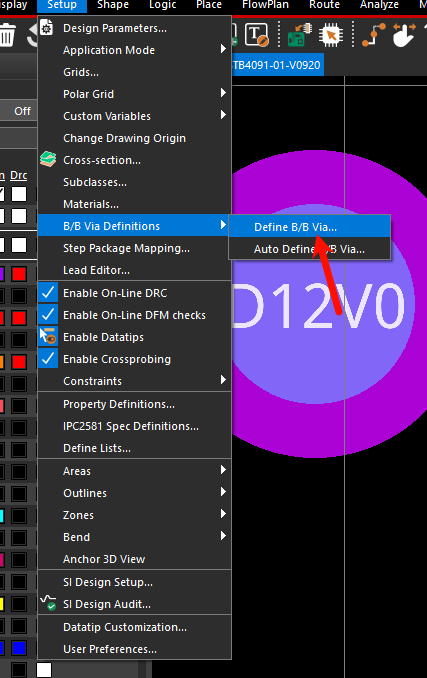 Display Setup Shape Logic Place FlowPlan Route Analyze
TB4091-01-V0920
Off
Drc
Design Parameters...
Application Mode
Grids...
Polar Grid
Custom Variables
Change Drawing Origin
Cross-section...
Subclasses...
Materials...
B/B Via Definitions
Define B/B Via...
Auto Define B/B Via...
Step Package Mapping...
Lead Editor...
Enable On-Line DRC
Enable On-Line DFM checks
Enable Datatips
Enable Crossprobing
Constraints
Property Definitions...
IPC2581 Spec Definitions...
Define Lists...
Areas
Outlines
Zones
Bend
Anchor 3D View
SI Design Setup...
SI Design Audit...
Datatip Customization...
User Preferences...
D12V0